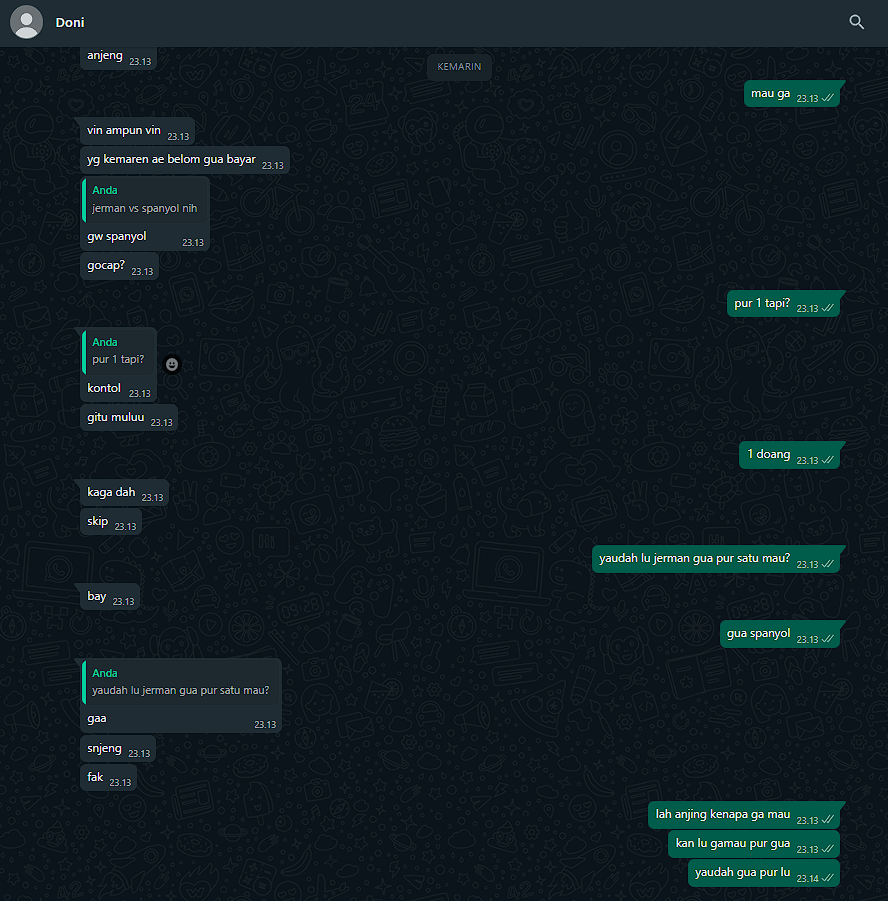 Doni
anjeng 23.13
KEMARIN
mau ga 23.13
vin ampun vin 23.13
yg kemaren ae belom gua bayar 23.13
Anda
jerman vs spanyol nih
gw spanyol 23.13
gocap? 23.13
pur 1 tapi? 23.13
Anda
pur 1 tapi?
kontol 23.13
gitu muluu 23.13
1 doang 23.13
kaga dah 23.13
skip 23.13
yaudah lu jerman gua pur satu mau? 23.13
bay 23.13
gua spanyol 23.13
Anda
yaudah lu jerman gua pur satu mau?
gaa 23.13
snjeng 23.13
fak 23.13
lah anjing kenapa ga mau 23.13
kan lu gamau pur gua 23.13
yaudah gua pur lu 23.14